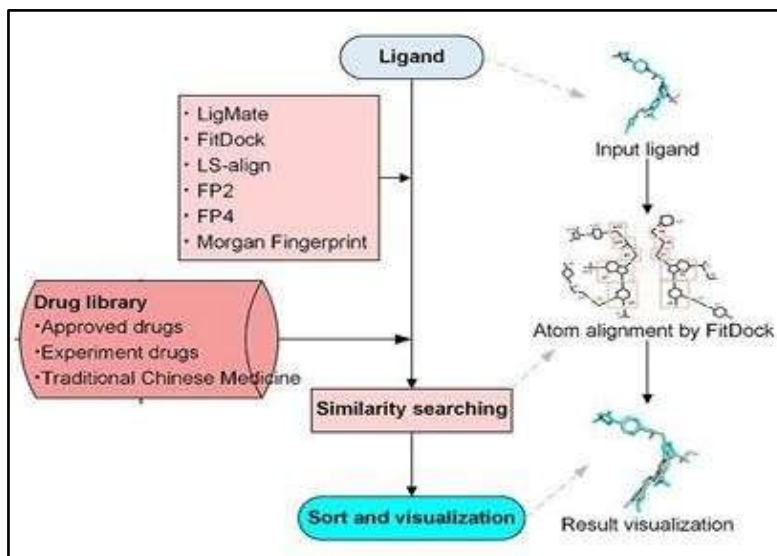 Ligand
· LigMate
· FitDock
· LS-align
· FP2
· FP4
· Morgan Fingerprint
Input ligand
Drug library
·Approved drugs
·Experiment drugs
·Traditional Chinese Medicine
Atom alignment by FitDock
Similarity searching
Sort and visualization
Result visualization